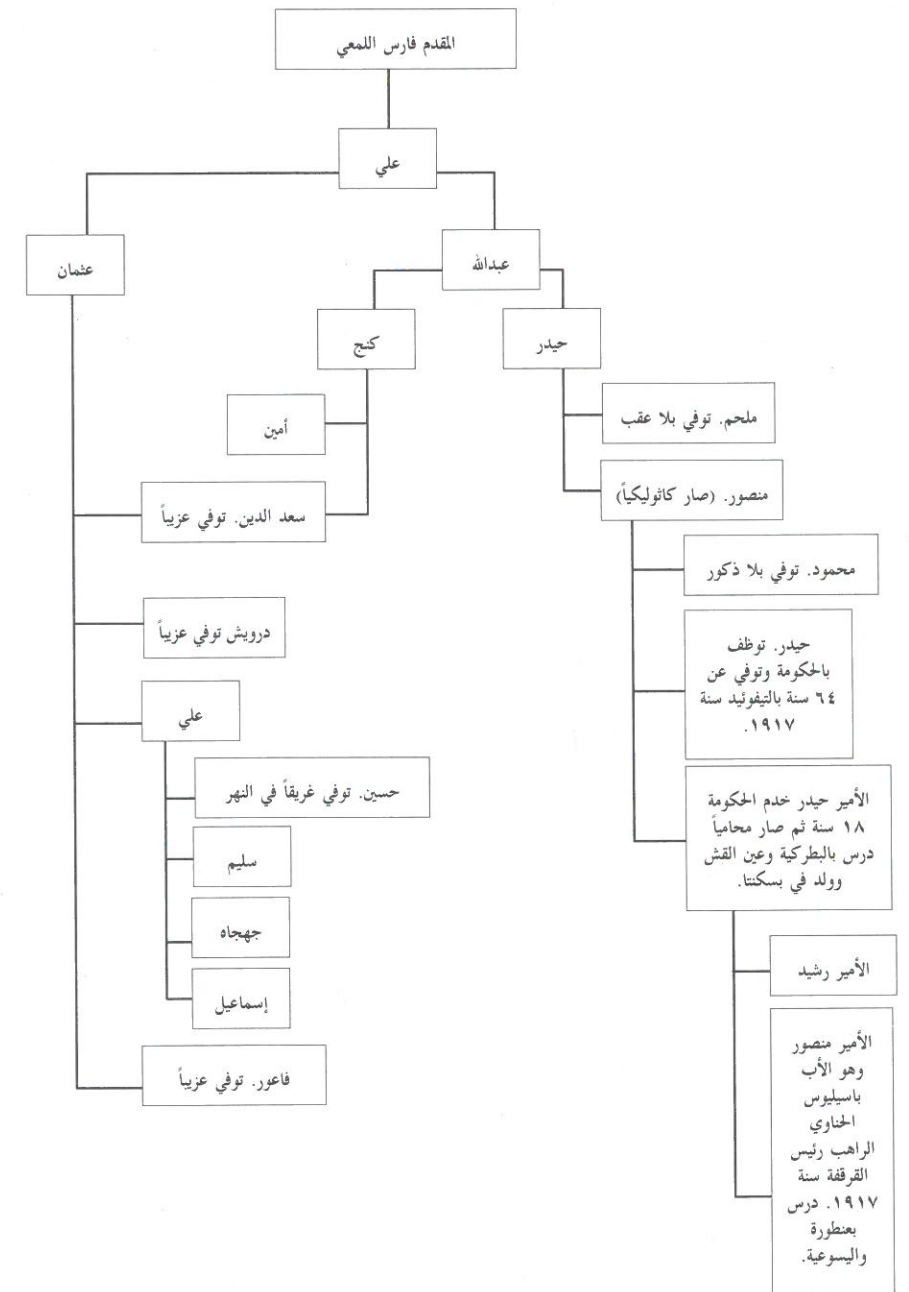 المقدم فارس اللمعي
علي
عثمان
عبدالله
كنج
حيدر
ملحم. توفي بلا عقب
أمين
منصور. (صار كاثوليكياً)
سعد الدين. توفي عزيباً
محمود. توفي بلا ذكور
درويش توفي عزيباً
حيدر. توظف
بالحكومة وتوفي عن
٦٤ سنة بالتيفوئيد سنة
١٩١٧.
علي
حسين. توفي غريقاً في النهر
الأمير حيدر خدم الحكومة
١٨ سنة ثم صار محامياً
درس بالبطركية وعين القش
وولد في بسكنتا.
سليم
جهجاه
الأمير رشيد
إسماعيل
فاعور. توفي عزيباً
الأمير منصور
وهو الأب
باسيليوس
الحناوي
الراهب رئيس
القرقفة سنة
١٩١٧. درس
بعنطورة
واليسوعية.